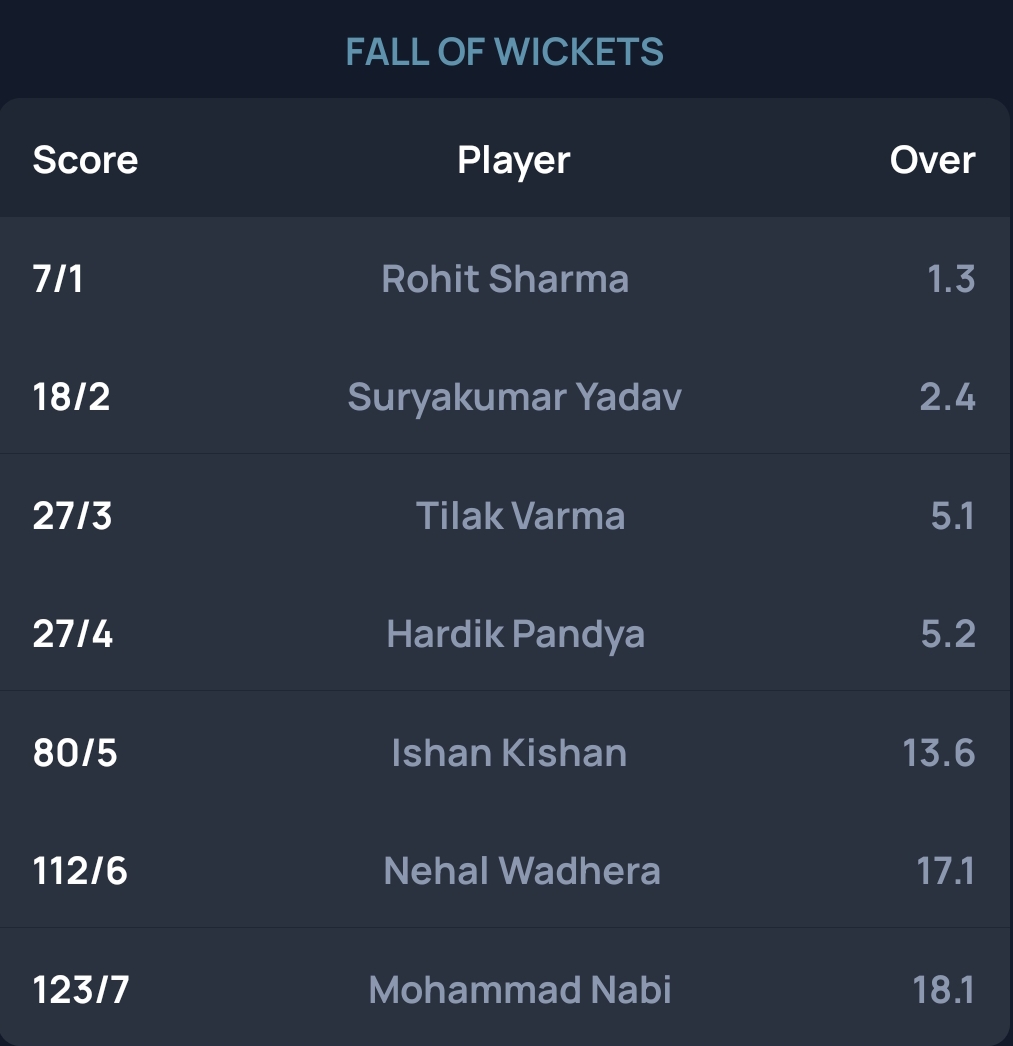 FALL OF WICKETS
Score Player Over
7/1 Rohit Sharma 1.3
18/2 Suryakumar Yadav 2.4
27/3 Tilak Varma 5.1
27/4 Hardik Pandya 5.2
80/5 Ishan Kishan 13.6
112/6 Nehal Wadhera 17.1
123/7 Mohammad Nabi 18.1